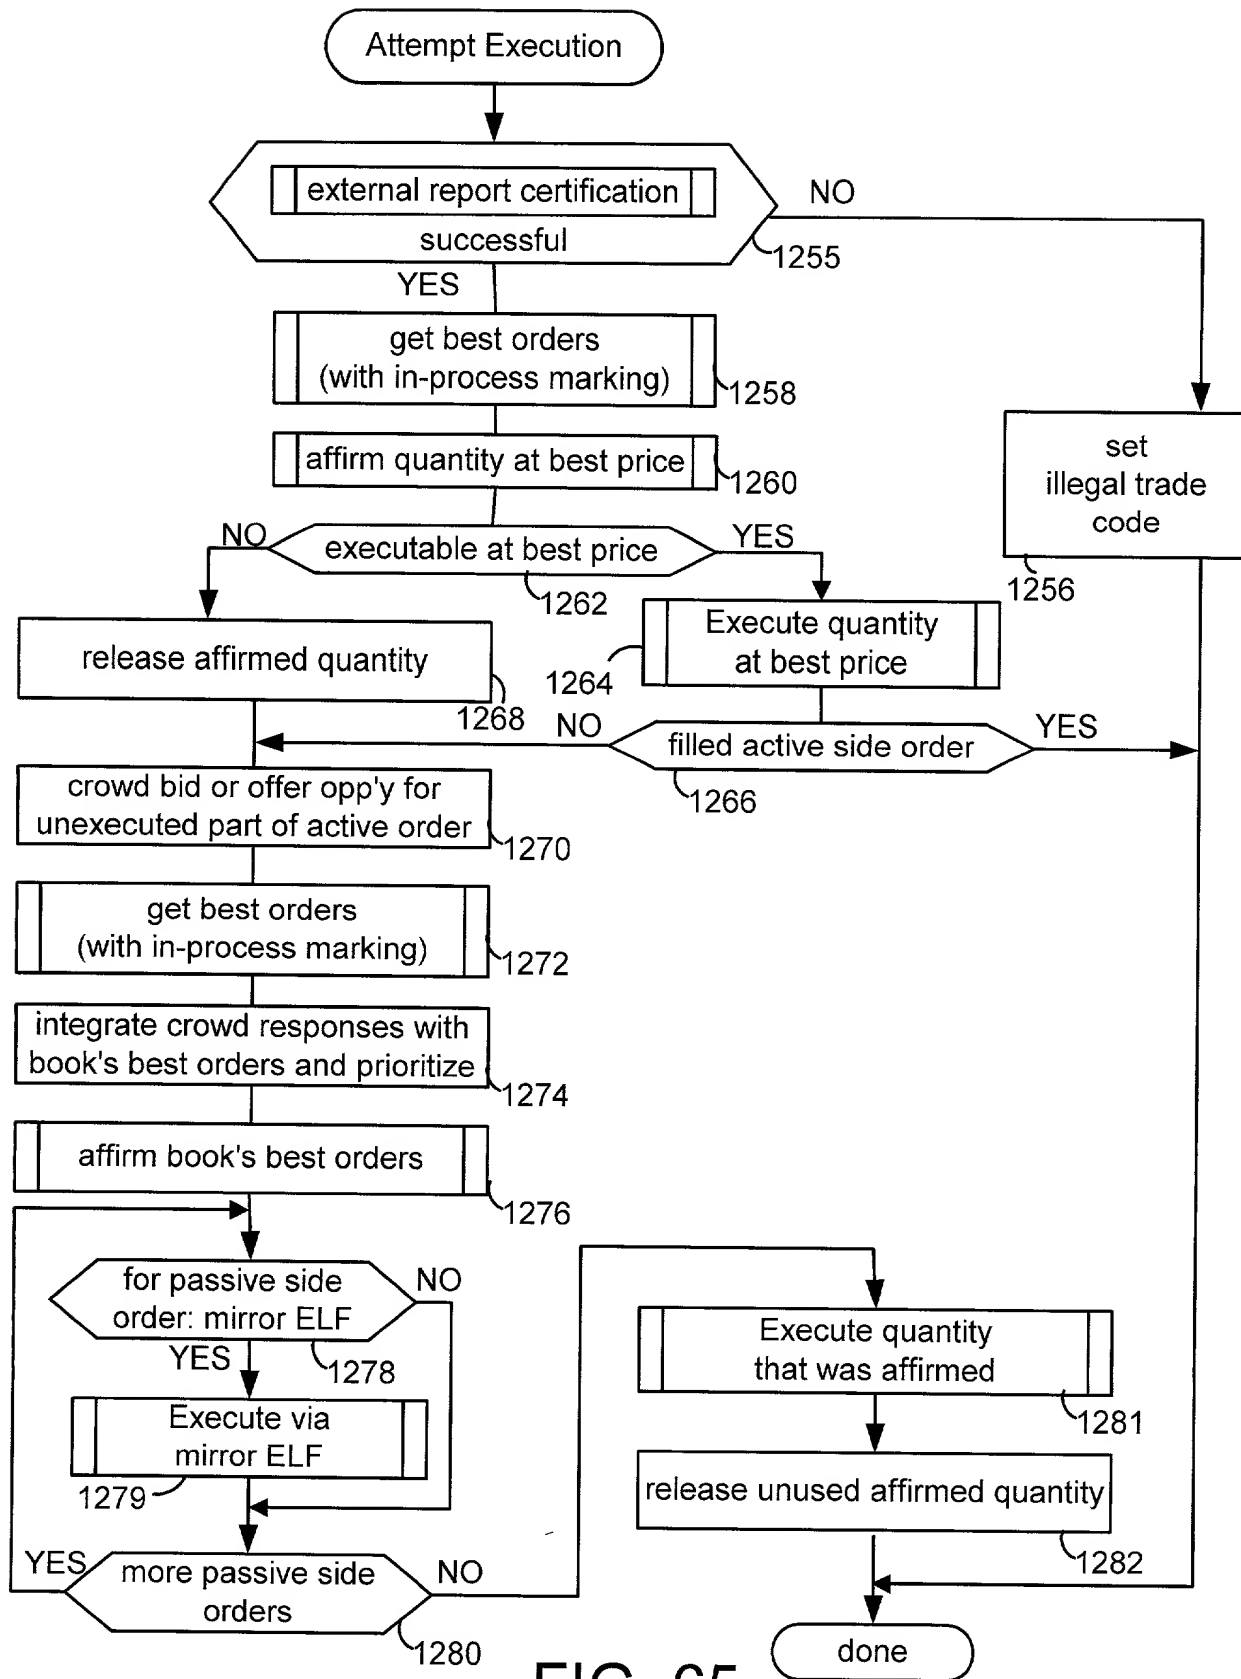 Attempt Execution
external report certification
successful
NO
1255
YES
get best orders
(with in-process marking)
1258
affirm quantity at best price
1260
set
illegal trade
code
1256
NO
executable at best price
YES
1262
Execute quantity
at best price
1264
release affirmed quantity
1268
NO
filled active side order
YES
1266
crowd bid or offer opp'y for
unexecuted part of active order
1270
get best orders
(with in-process marking)
1272
integrate crowd responses with
book's best orders and prioritize
1274
affirm book's best orders
1276
for passive side
order: mirror ELF
NO
YES
1278
Execute via
mirror ELF
1279
YES
more passive side
orders
NO
1280
Execute quantity
that was affirmed
1281
release unused affirmed quantity
1282
done